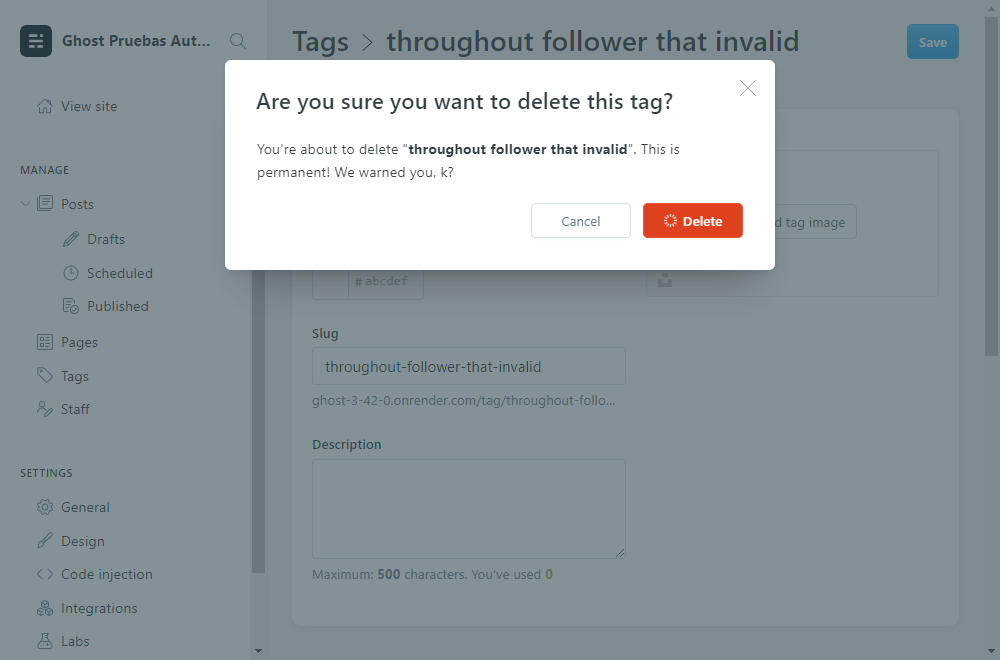 Ghost Pruebas Aut...
View site
MANAGE
Posts
Drafts
Scheduled
Published
Pages
Tags
Staff
SETTINGS
General
Design
Code injection
Integrations
Labs
Tags > throughout follower that invalid
Save
Are you sure you want to delete this tag?
You're about to delete "throughout follower that invalid". This is
permanent! We warned you, k?
Cancel
Delete
d tag image
# abcdef
Slug
throughout-follower-that-invalid
ghost-3-42-0.onrender.com/tag/throughout-follo...
Description
Maximum: 500 characters. You've used 0